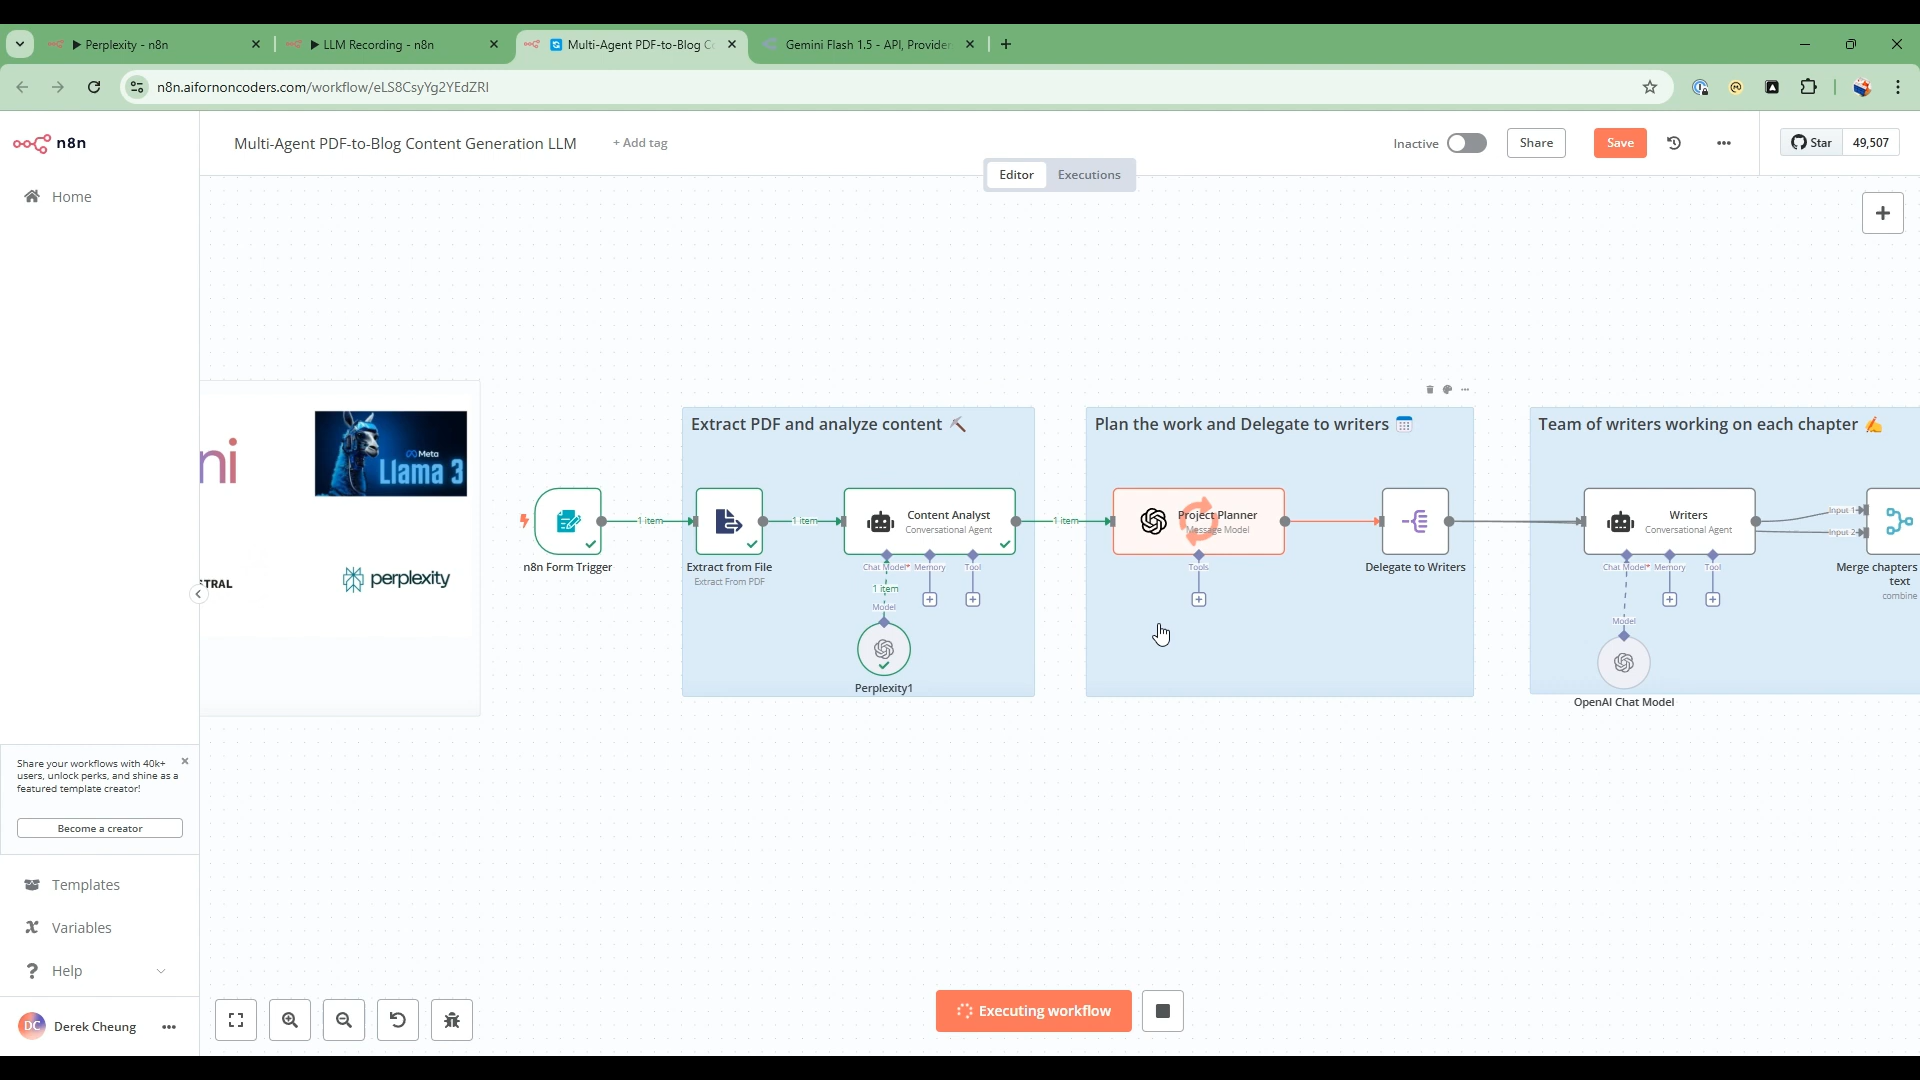 Perplexity - n8n
LLM Recording - n8n
Multi-Agent PDF-to-Blog Co
Gemini Flash 1.5 - API, Provider
n8n.aifornoncoders.com/workflow/eLS8CsyYg2YEdZRI
n8n
Multi-Agent PDF-to-Blog Content Generation LLM
+ Add tag
Inactive
Share
Save
Star
49,507
Editor
Executions
Home
Extract PDF and analyze content
Plan the work and Delegate to writers
Team of writers working on each chapter
ni
Meta
Llama 3
STRAL
perplexity
n8n Form Trigger
1 item
Extract from File
Extract From PDF
1 item
Content Analyst
Conversational Agent
Chat Model*
Memory
Tool
1 item
Model
Perplexity1
1 item
Project Planner
Message Model
Tools
Delegate to Writers
Writers
Conversational Agent
Chat Model*
Memory
Tool
Model
OpenAI Chat Model
Input 1
Input 2
Merge chapters
text
combine
Share your workflows with 40k+
users, unlock perks, and shine as a
featured template creator!
Become a creator
Templates
Variables
Help
DC
Derek Cheung
Executing workflow